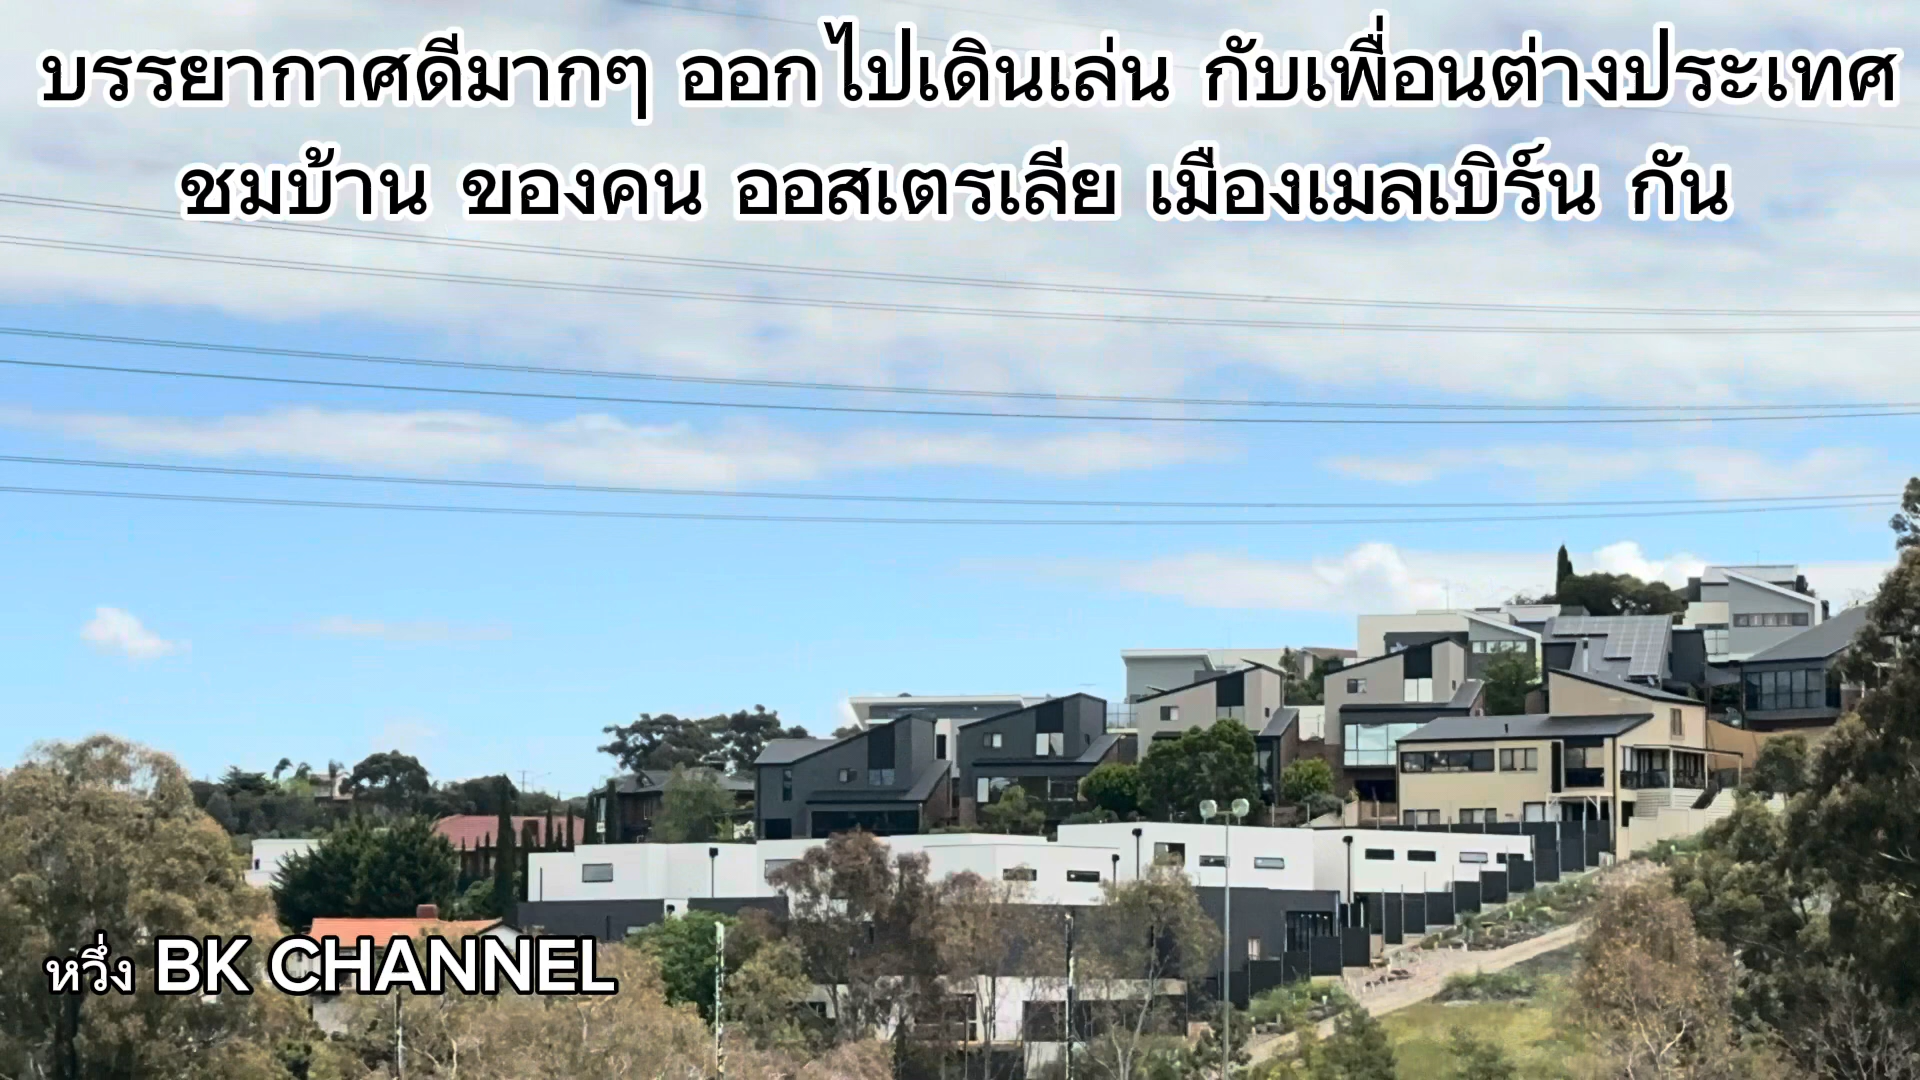 บรรยากาศดีมากๆ ออกไปเดินเล่น กับเพื่อนต่างประเทศ
ชมบ้าน ของคน ออสเตรเลีย เมืองเมลเบิร์น กัน
หวึ่ง BK CHANNEL